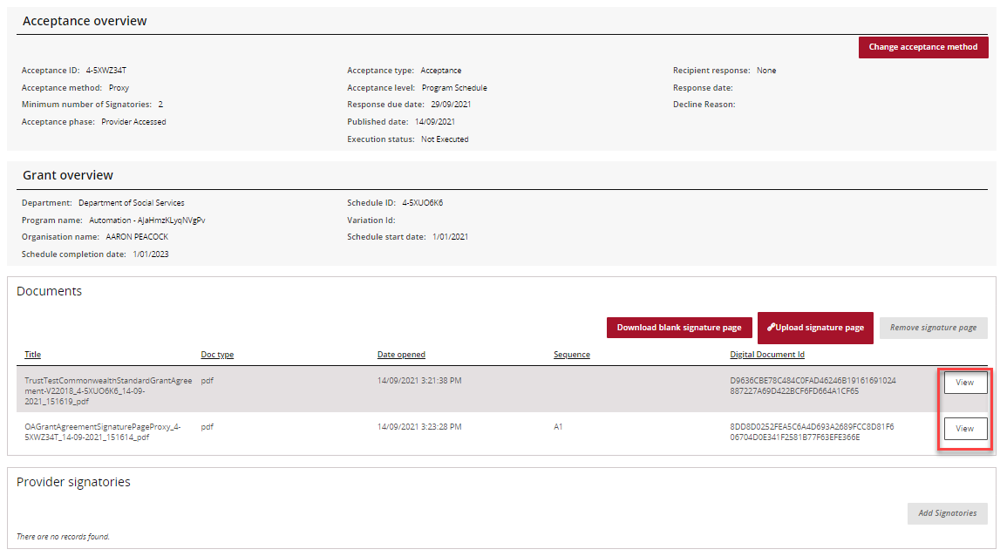 Acceptance overview
Change acceptance method
Acceptance ID: 4-5XWZ34T
Acceptance type: Acceptance
Recipient response: None
Acceptance method: Proxy
Acceptance level: Program Schedule
Response date:
Minimum number of Signatories: 2
Response due date: 29/09/2021
Decline Reason:
Acceptance phase: Provider Accessed
Published date: 14/09/2021
Execution status: Not Executed
Grant overview
Department: Department of Social Services
Schedule ID: 4-5XUO6K6
Program name: Automation - AJaHmzKLyqNVgPv
Variation Id:
Organisation name: AARON PEACOCK
Schedule start date: 1/01/2021
Schedule completion date: 1/01/2023
Documents
Download blank signature page
Upload signature page
Remove signature page
Title Doc type Date opened Sequence Digital Document Id
TrustTestCommonwealthStandardGrantAgree pdf 14/09/2021 3:21:38 PM D9636CBE78C484C0FAD46246B19161691024 View
ment-V22018_4-5XUO6K6_14-09- 887227A69D422BCF6FD664A1CF65
2021_151619_pdf
OAGrantAgreementSignaturePageProxy_4- pdf 14/09/2021 3:23:28 PM A1 8DD8D0252FEA5C6A4D693A2689FCC8D81F6 View
5XWZ34T_14-09-2021_151614_pdf 06704D0E341F2581B77F63EFE366E
Provider signatories
Add Signatories
There are no records found.